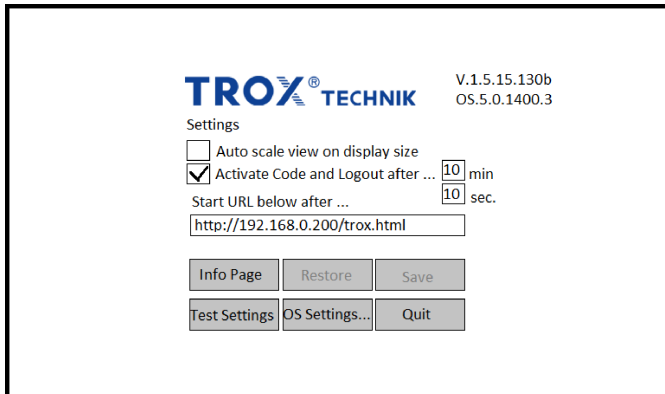 TROX® TECHNIK
V.1.5.15.130b
OS.5.0.1400.3
Settings
Auto scale view on display size
Activate Code and Logout after ... 10 min
Start URL below after ... 10 sec.
http://192.168.0.200/trox.html
Info Page Restore Save
Test Settings OS Settings... Quit